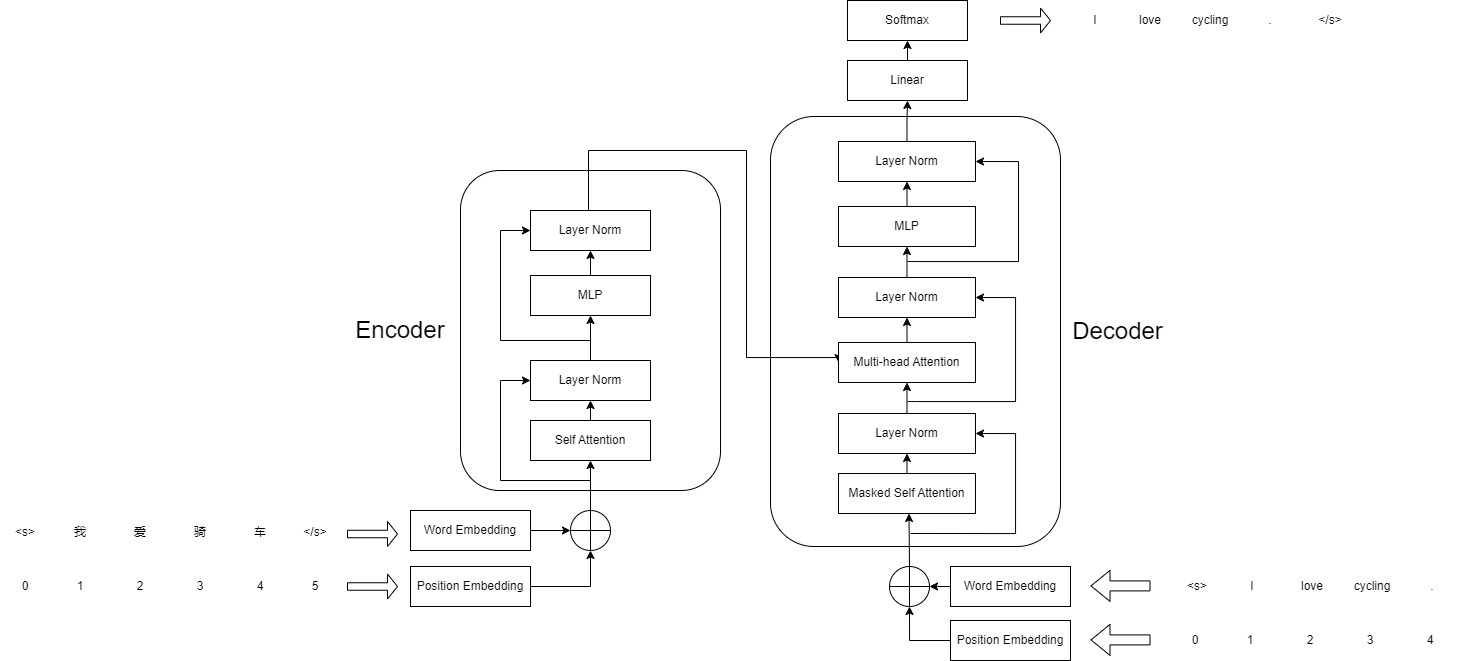 Softmax
I love cycling . </s>
Linear
Layer Norm
MLP
Layer Norm
Multi-head Attention
Layer Norm
Masked Self Attention
Decoder
Layer Norm
MLP
Layer Norm
Self Attention
Encoder
<s> 我 爱 骑 车 </s>
Word Embedding
0 1 2 3 4 5
Position Embedding
Word Embedding
<s> I love cycling .
Position Embedding
0 1 2 3 4